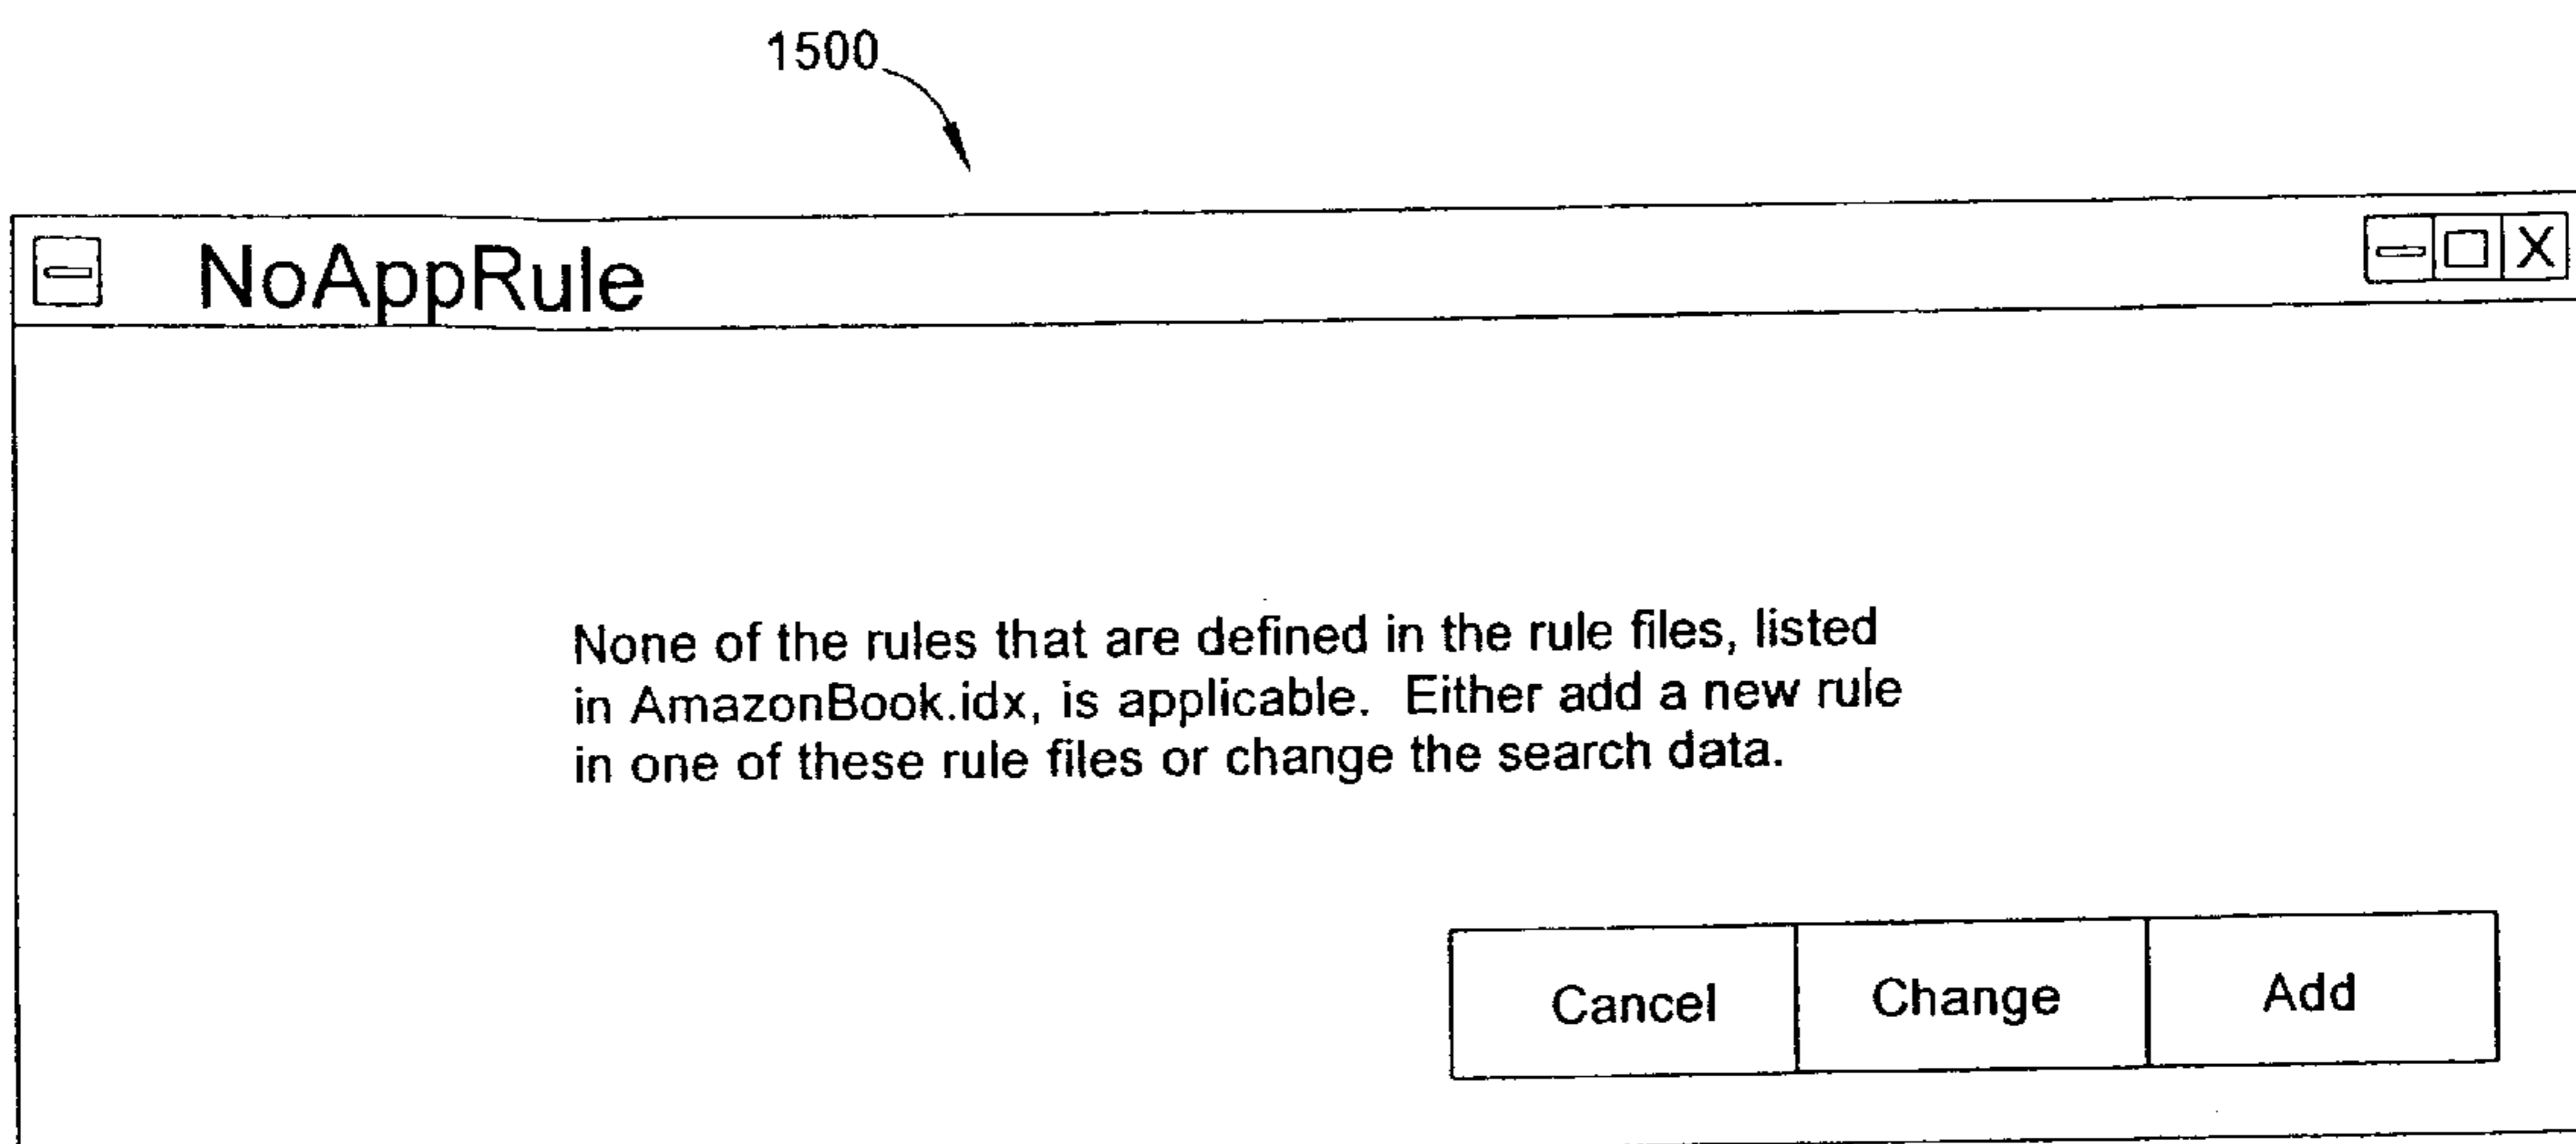 1500
NoAppRule
X
None of the rules that are defined in the rule files, listed
in AmazonBook.idx, is applicable.  Either add a new rule
in one of these rule files or change the search data.
Cancel Change Add